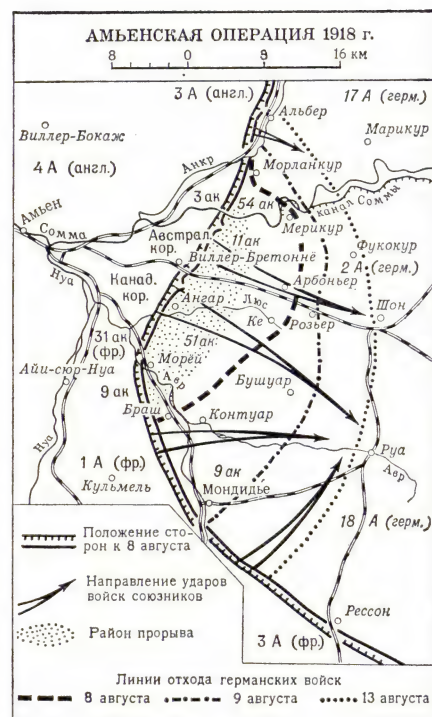 АМЬЕНСКАЯ ОПЕРАЦИЯ 1918 г.
8 0 8 16 км
3 А (англ.)
17 А (герм.)
Альбер
Виллер-Бокаж
Марикур
4 А (англ.)
Анкр
Морланкур
3 ак
54 ак
канал Соммы
Амьен
Мерикур
Сомма
Австрал.
кор.
11 ак
Фукокур
Виллер-Бретоннё
2 А (герм.)
Нуа
Канад.
кор.
Арбоньер
Ангар
Люс
Шон
Ке
Розьер
31 ак
(фр.)
51 ак
Морёй
Айи-сюр-Нуа
Авр
Бушуар
9 ак
Браш
Контуар
Нуа
Руа
1 А (фр.)
9 ак
Авр
Кульмель
Мондидье
18 А (герм.)
Положение сто-
рон к 8 августа
Направление ударов
войск союзников
Рессон
Район прорыва
3 А (фр.)
Линии отхода германских войск
8 августа 9 августа 13 августа